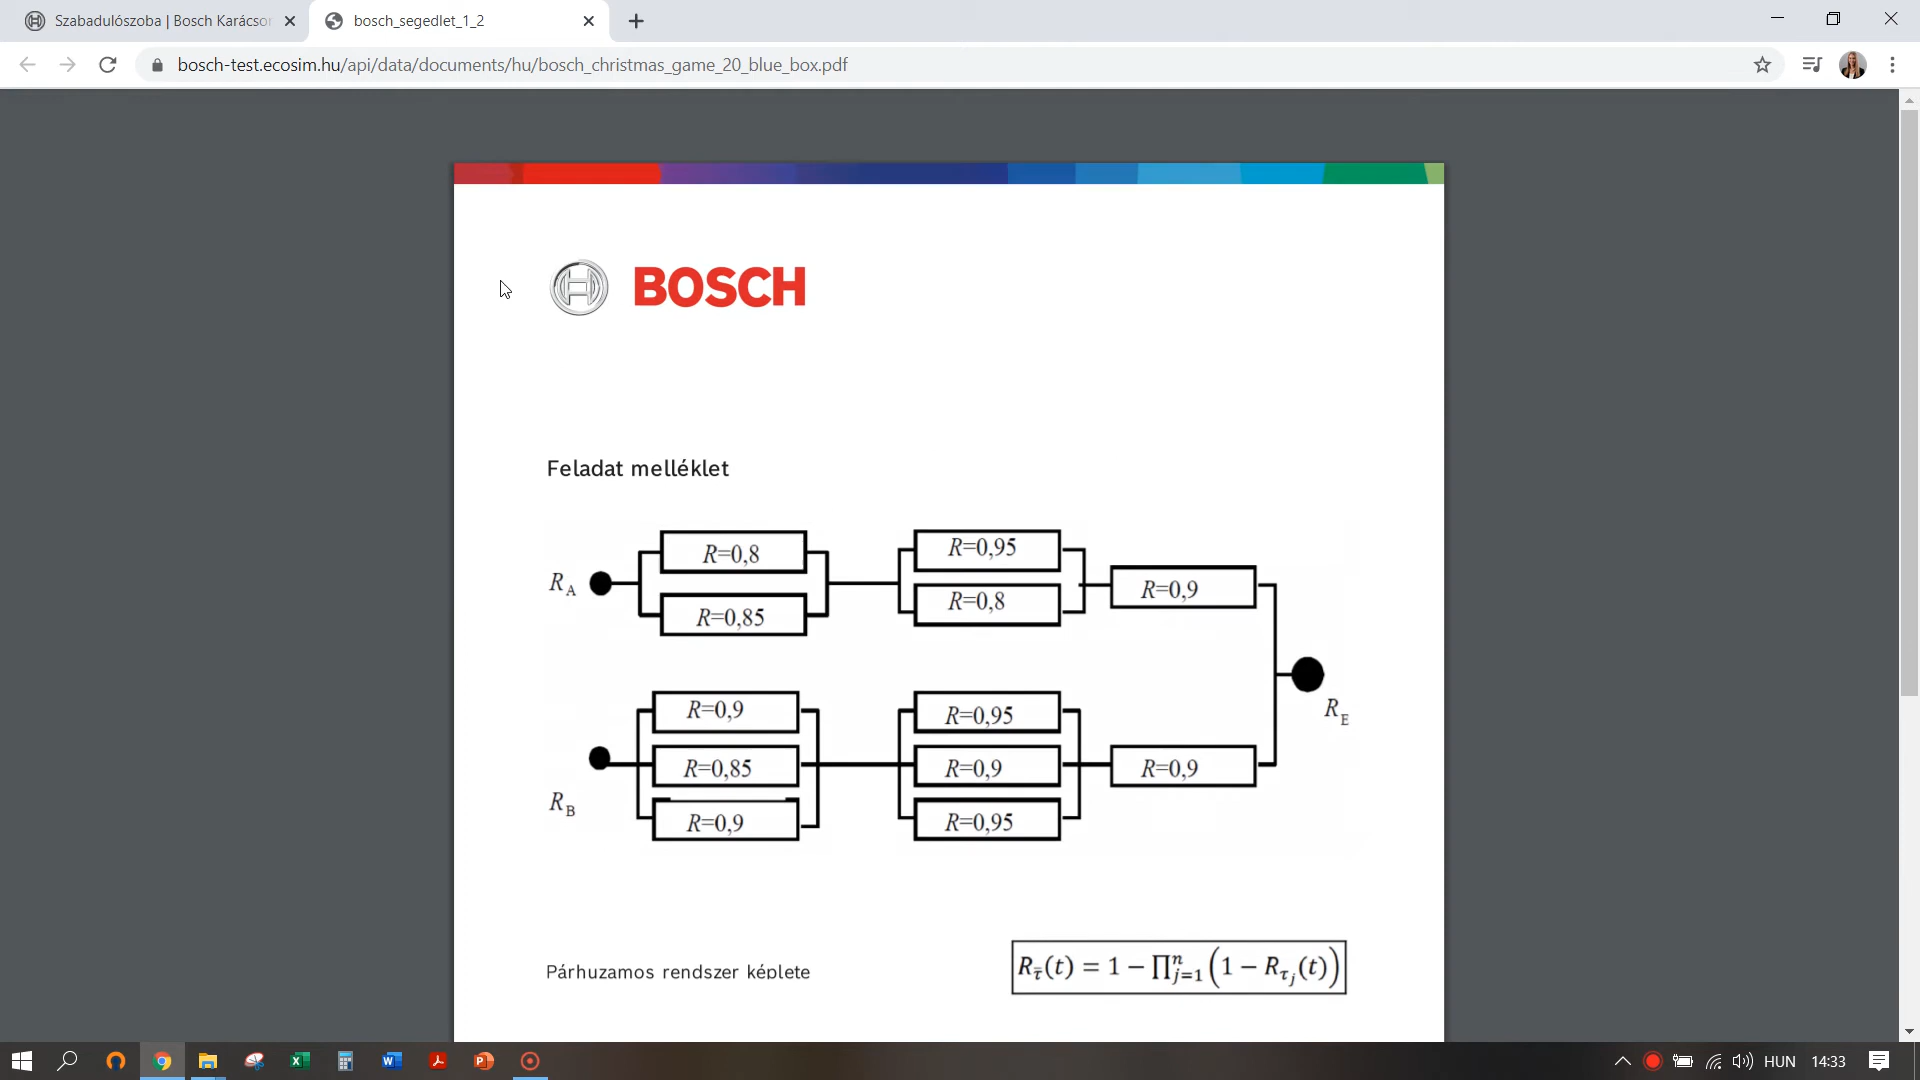 Szabadulószoba | Bosch Karácsor
bosch_segedlet_1_2
bosch-test.ecosim.hu/api/data/documents/hu/bosch_christmas_game_20_blue_box.pdf
BOSCH
Feladat melléklet
R=0,8
R=0,95
R_A
R=0,9
R=0,85
R=0,8
R_E
R=0,9
R=0,95
R=0,85
R=0,9
R=0,9
R_B
R=0,9
R=0,95
Párhuzamos rendszer képlete
R_τ̄(t) = 1 − ∏ⁿ_{j=1} (1 − R_{τ_j}(t))
HUN
14:33